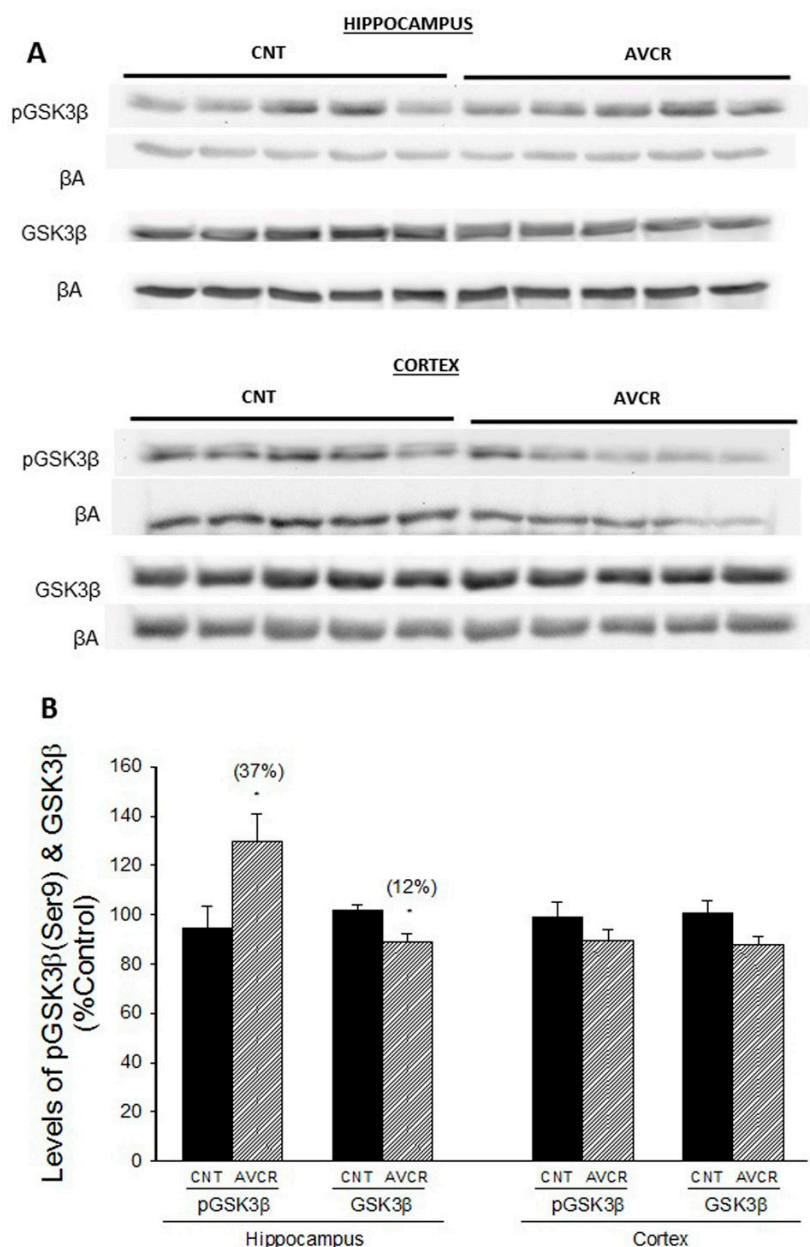 HIPPOCAMPUS
A
CNT AVCR
pGSK3β
βA
GSK3β
βA
CORTEX
CNT AVCR
pGSK3β
βA
GSK3β
βA
B
Levels of pGSK3β(Ser9) & GSK3β
(%Control)
160
140
120
100
80
60
40
20
0
(37%)
*
(12%)
*
CNT AVCR CNT AVCR CNT AVCR CNT AVCR
pGSK3β GSK3β pGSK3β GSK3β
Hippocampus Cortex